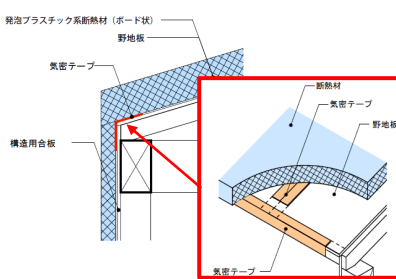 発泡プラスチック系断熱材（ボード状）
野地板
気密テープ
構造用合板
断熱材
気密テープ
野地板
気密テープ